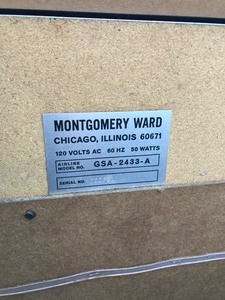 MONTGOMERY WARD
CHICAGO, ILLINOIS 60671
120 VOLTS AC 60 HZ 50 WATTS
AIRLINE
MODEL NO. GSA-2433-A
SERIAL NO.